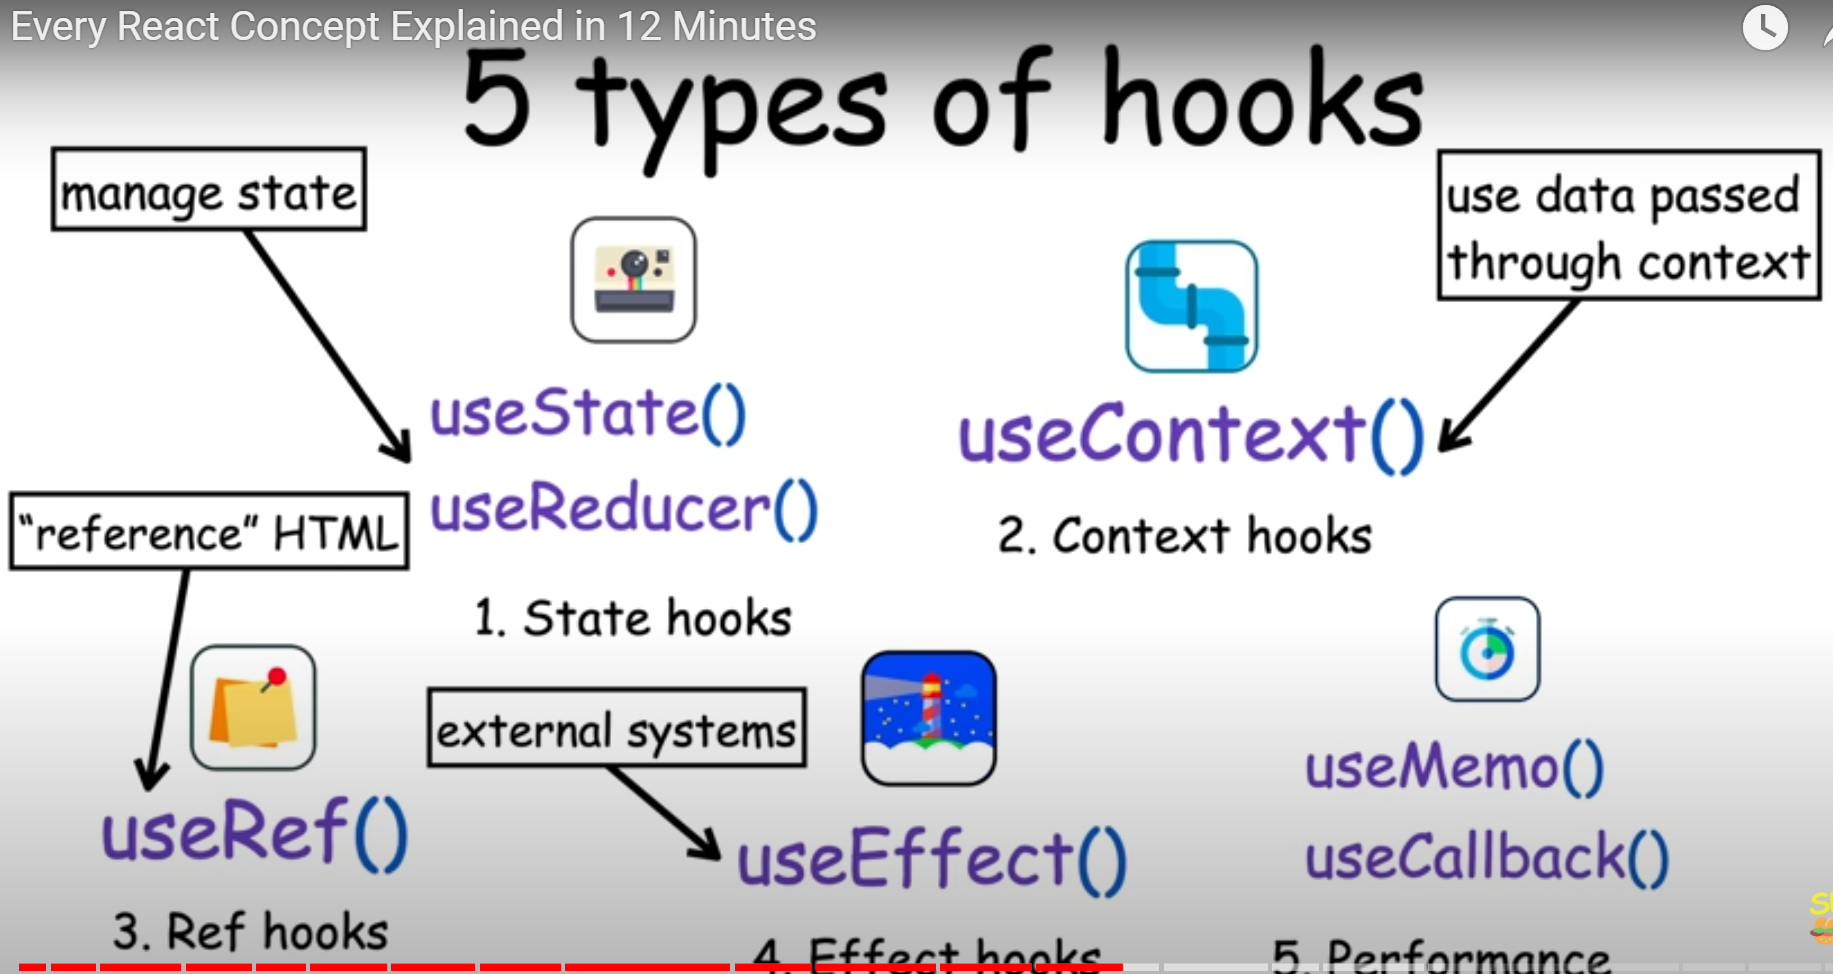 Every React Concept Explained in 12 Minutes
5 types of hooks
manage state
use data passed
through context
useState()
useContext()
useReducer()
"reference" HTML
2. Context hooks
1. State hooks
external systems
useMemo()
useRef()
useEffect()
useCallback()
3. Ref hooks
4. Effect hooks
5. Performance